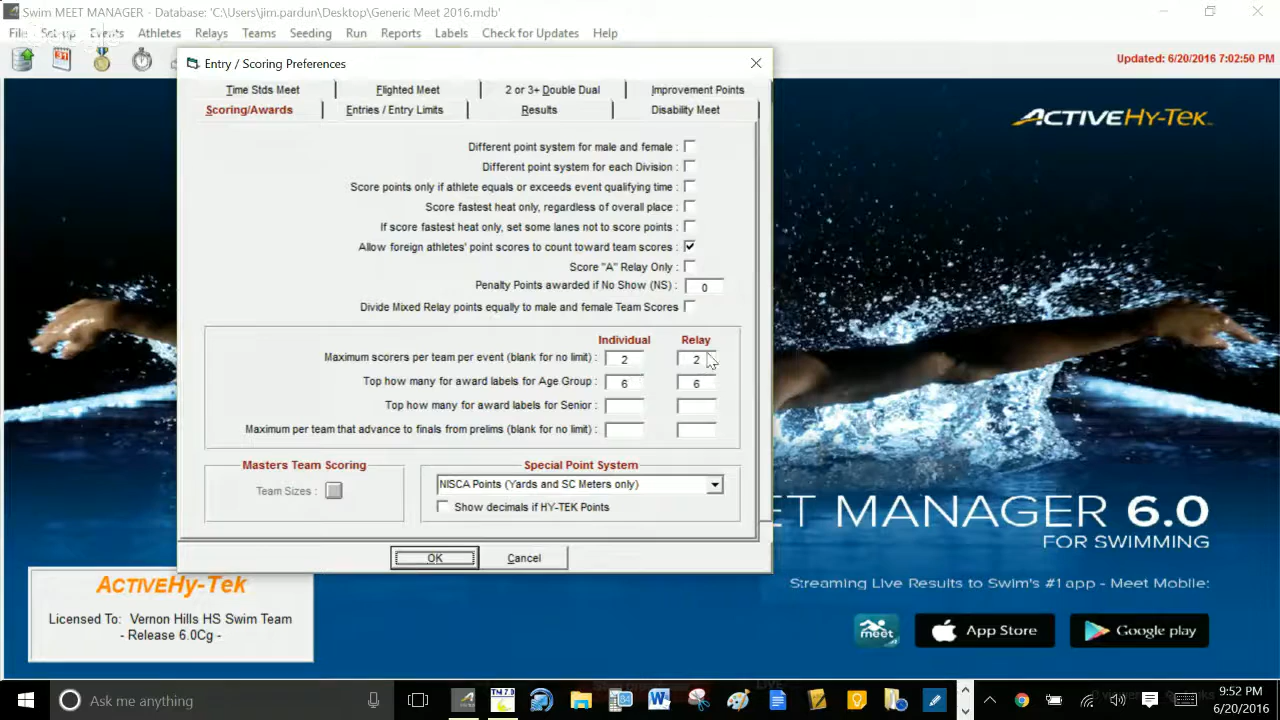 Swim MEET MANAGER - Database: 'C:\Users\jim.pardun\Desktop\Generic Meet 2016.mdb'
Events Athletes Relays Teams Seeding Run Reports Labels Check for Updates Help
Updated: 6/20/2016 7:02:50 PM
31
Entry / Scoring Preferences
Time Stds Meet Flighted Meet 2 or 3+ Double Dual Improvement Points
Scoring/Awards Entries / Entry Limits Results Disability Meet
Different point system for male and female :
Different point system for each Division :
Score points only if athlete equals or exceeds event qualifying time :
Score fastest heat only, regardless of overall place :
If score fastest heat only, set some lanes not to score points :
Allow foreign athletes' point scores to count toward team scores :
Score "A" Relay Only :
Penalty Points awarded if No Show (NS) : 0
Divide Mixed Relay points equally to male and female Team Scores
Individual Relay
Maximum scorers per team per event (blank for no limit) : 2 2
Top how many for award labels for Age Group : 6 6
Top how many for award labels for Senior :
Maximum per team that advance to finals from prelims (blank for no limit) :
Masters Team Scoring
Team Sizes :
Special Point System
NISCA Points (Yards and SC Meters only)
Show decimals if HY-TEK Points
OK Cancel
ACTIVEHy-Tek
ET MANAGER 6.0
FOR SWIMMING
Streaming Live Results to Swim's #1 app - Meet Mobile:
meet App Store Google play
ACTIVEHy-Tek
Licensed To: Vernon Hills HS Swim Team
- Release 6.0Cg -
Ask me anything
9:52 PM
6/20/2016